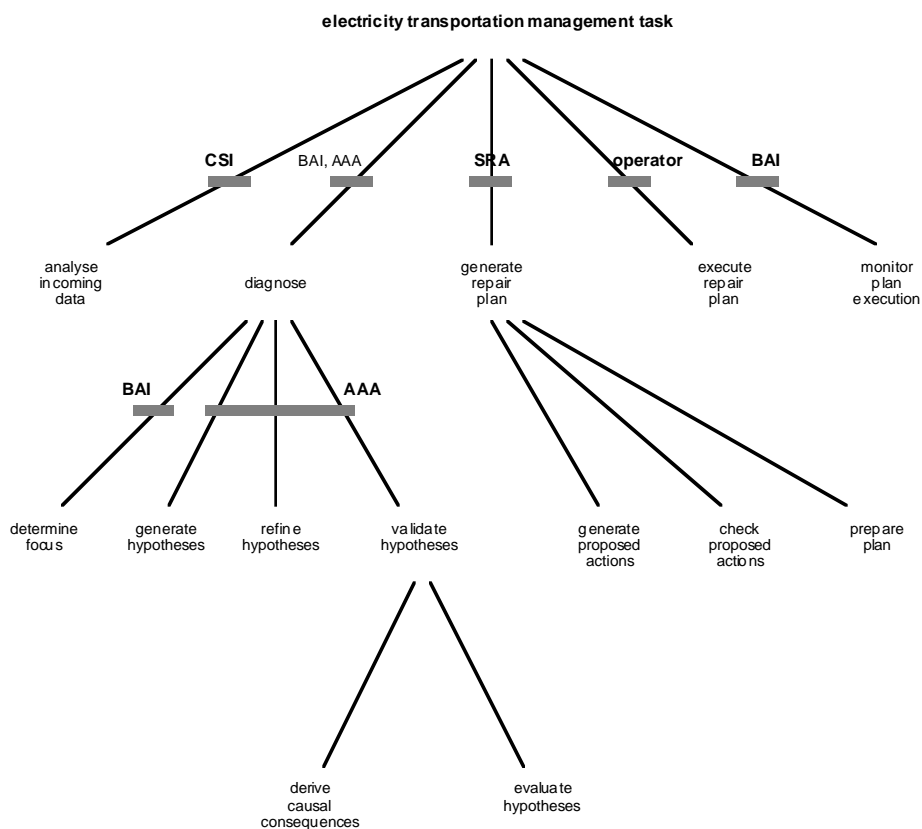 electricity transportation management task
CSI
BAI, AAA
SRA
operator
BAI
analyse
incoming
data
diagnose
generate
repair
plan
execute
repair
plan
monitor
plan
execution
BAI
AAA
determine
focus
generate
hypotheses
refine
hypotheses
validate
hypotheses
generate
proposed
actions
check
proposed
actions
prepare
plan
derive
causal
consequences
evaluate
hypotheses